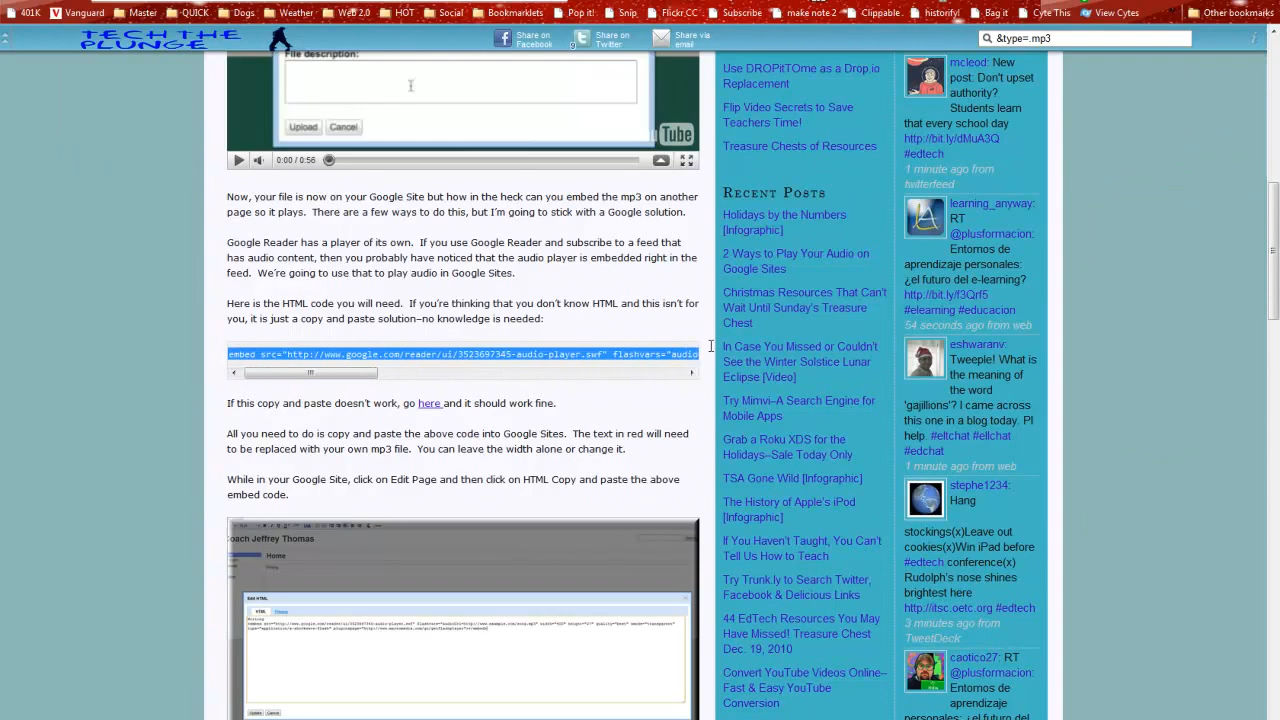 401K
Vanguard
Master
QUICK
Dogs
Weather
Web 2.0
HOT
Social
Bookmarklets
Pop it!
Snip
Flickr CC
Subscribe
make note 2
Clippable
historify!
Bag it
Cyte This
View Cytes
Other bookmarks
TECH THE
PLUNGE
Share on
Facebook
9
Share on
Twitter
Share via
email
&type=.mp3
File description:
Upload
Cancel
Tube
0:00 / 0:56
Now, your file is now on your Google Site but how in the heck can you embed the mp3 on another
page so it plays. There are a few ways to do this, but I'm going to stick with a Google solution.
Google Reader has a player of its own. If you use Google Reader and subscribe to a feed that
has audio content, then you probably have noticed that the audio player is embedded right in the
feed. We're going to use that to play audio in Google Sites.
Here is the HTML code you will need. If you're thinking that you don't know HTML and this isn't for
you, it is just a copy and paste solution–no knowledge is needed:
embed src="http://www.google.com/reader/ui/3523697345-audio-player.swf" flashvars="audio
If this copy and paste doesn't work, go here and it should work fine.
All you need to do is copy and paste the above code into Google Sites. The text in red will need
to be replaced with your own mp3 file. You can leave the width alone or change it.
While in your Google Site, click on Edit Page and then click on HTML Copy and paste the above
embed code.
oach Jeffrey Thomas
Home
Edit HTML
HTML
Preview
Update
Cancel
Use DROPitTOme as a Drop.io
Replacement
Flip Video Secrets to Save
Teachers Time!
Treasure Chests of Resources
RECENT POSTS
Holidays by the Numbers
[Infographic]
2 Ways to Play Your Audio on
Google Sites
Christmas Resources That Can't
Wait Until Sunday's Treasure
Chest
In Case You Missed or Couldn't
See the Winter Solstice Lunar
Eclipse [Video]
Try Mimvi–A Search Engine for
Mobile Apps
Grab a Roku XDS for the
Holidays–Sale Today Only
TSA Gone Wild [Infographic]
The History of Apple's iPod
[Infographic]
If You Haven't Taught, You Can't
Tell Us How to Teach
Try Trunk.ly to Search Twitter,
Facebook & Delicious Links
44 EdTech Resources You May
Have Missed! Treasure Chest
Dec. 19, 2010
Convert YouTube Videos Online–
Fast & Easy YouTube
Conversion
mcleod: New
post: Don't upset
authority?
Students learn
that every school day
http://bit.ly/dMuA3Q
#edtech
1 minute ago from
twitterfeed
learning_anyway:
RT
@plusformacion:
Entornos de
aprendizaje personales:
¿el futuro del e-learning?
http://bit.ly/f3Qrf5
#elearning #educacion
54 seconds ago from web
eshwaranv:
Tweeple! What is
the meaning of
the word
'gajillions'? I came across
this one in a blog today. Pl
help. #eltchat #ellchat
#edchat
1 minute ago from web
stephe1234:
Hang
stockings(x)Leave out
cookies(x)Win iPad before
#edtech conference(x)
Rudolph's nose shines
brightest here
http://itsc.oetc.org #edtech
3 minutes ago from
TweetDeck
caotico27: RT
@plusformacion:
Entornos de
aprendizaje
personales: ¿el